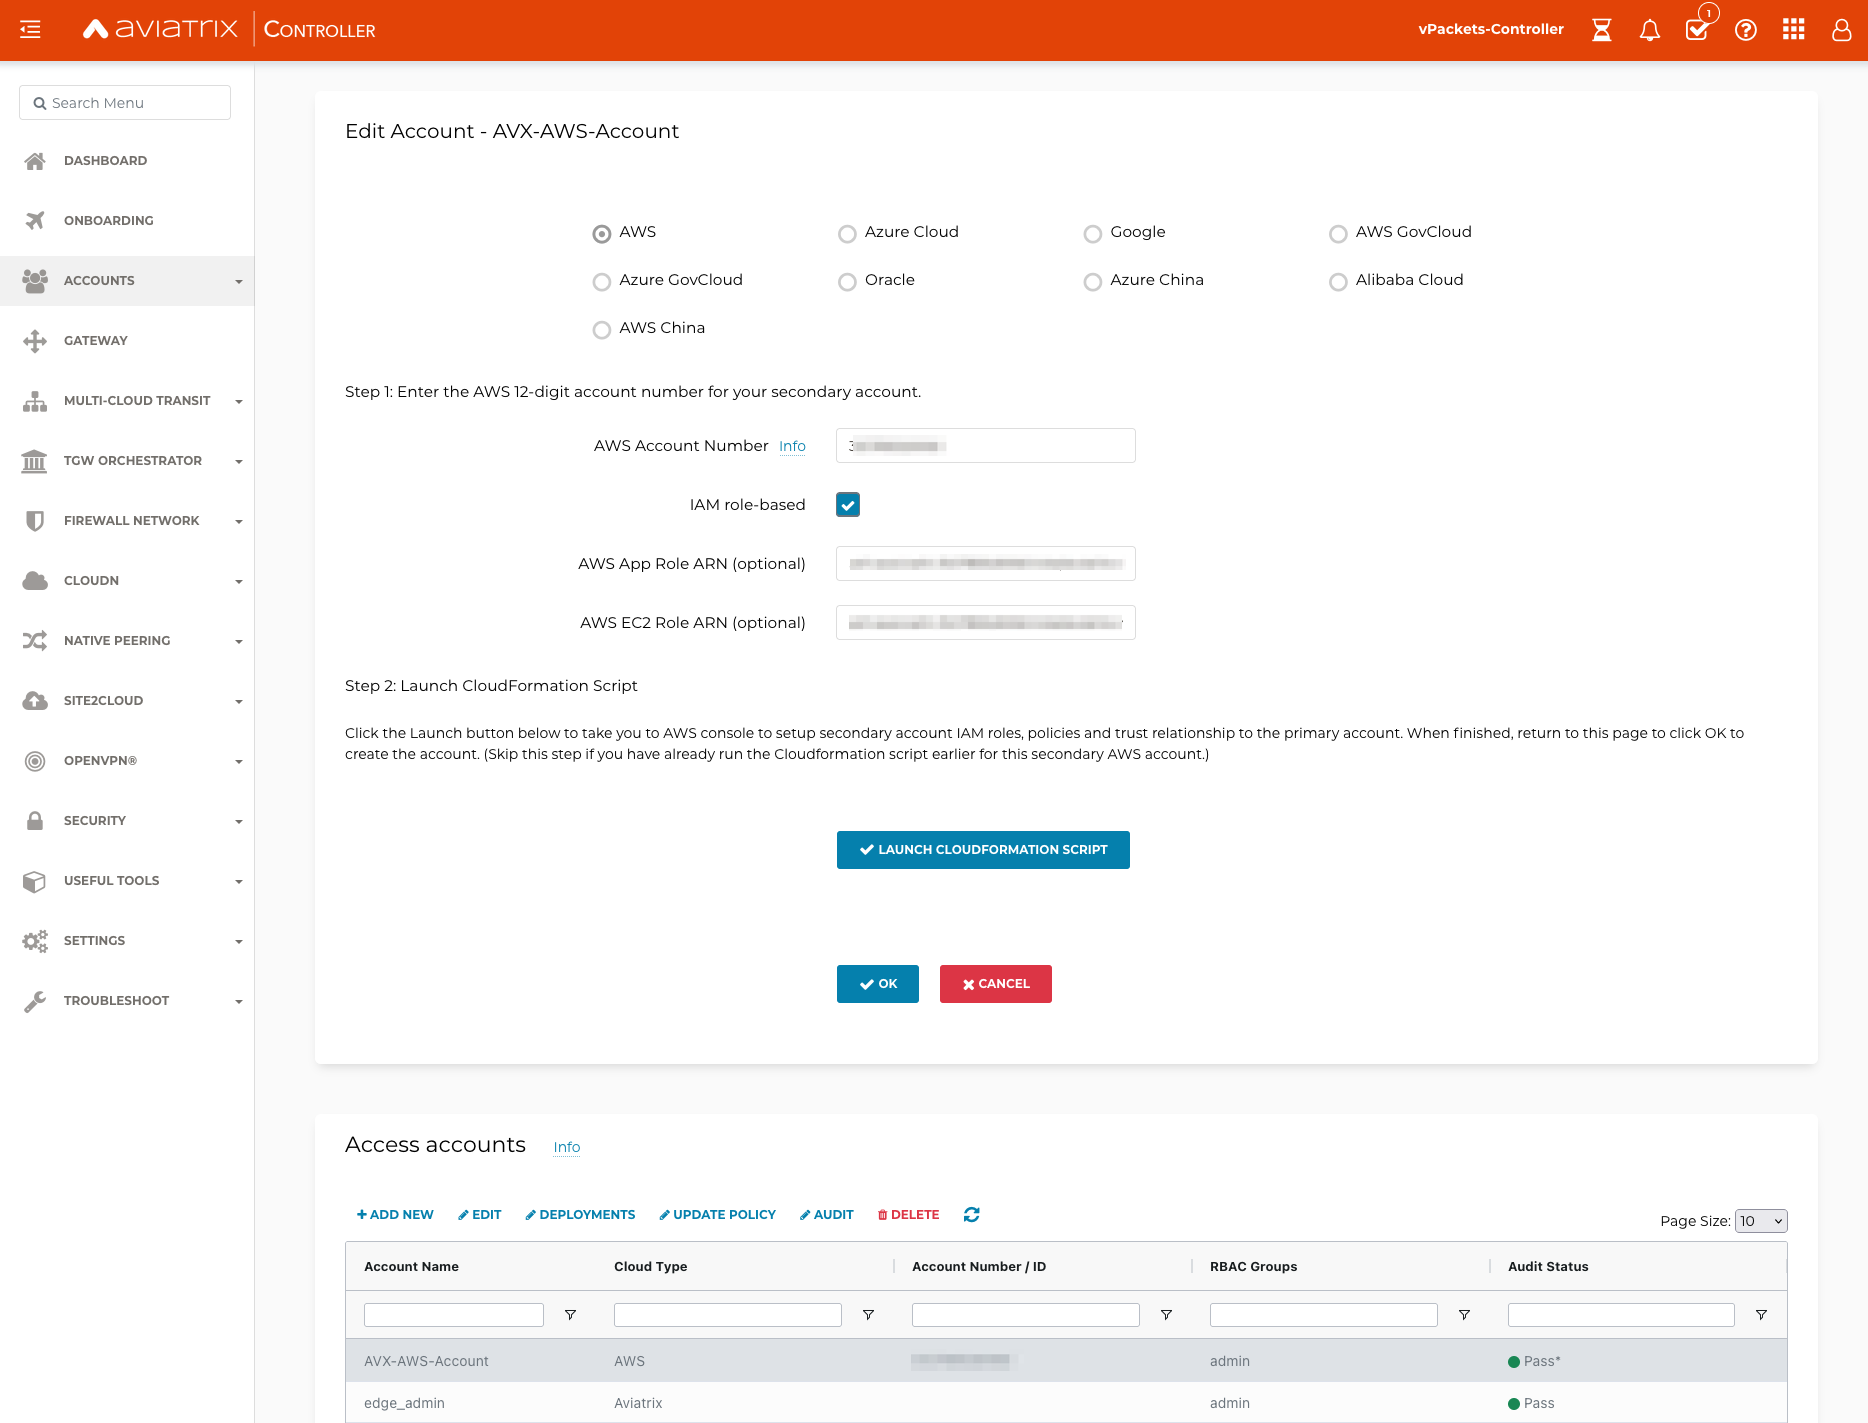 aviatrix CONTROLLER
vPackets-Controller
1
Search Menu
DASHBOARD
ONBOARDING
ACCOUNTS
GATEWAY
MULTI-CLOUD TRANSIT
TGW ORCHESTRATOR
FIREWALL NETWORK
CLOUDN
NATIVE PEERING
SITE2CLOUD
OPENVPN®
SECURITY
USEFUL TOOLS
SETTINGS
TROUBLESHOOT
Edit Account - AVX-AWS-Account
AWS Azure Cloud Google AWS GovCloud
Azure GovCloud Oracle Azure China Alibaba Cloud
AWS China
Step 1: Enter the AWS 12-digit account number for your secondary account.
AWS Account Number Info
IAM role-based
AWS App Role ARN (optional)
AWS EC2 Role ARN (optional)
Step 2: Launch CloudFormation Script
Click the Launch button below to take you to AWS console to setup secondary account IAM roles, policies and trust relationship to the primary account. When finished, return to this page to click OK to
create the account. (Skip this step if you have already run the Cloudformation script earlier for this secondary AWS account.)
LAUNCH CLOUDFORMATION SCRIPT
OK CANCEL
Access accounts Info
ADD NEW EDIT DEPLOYMENTS UPDATE POLICY AUDIT DELETE
Page Size: 10
Account Name Cloud Type Account Number / ID RBAC Groups Audit Status
AVX-AWS-Account AWS admin Pass*
edge_admin Aviatrix admin Pass